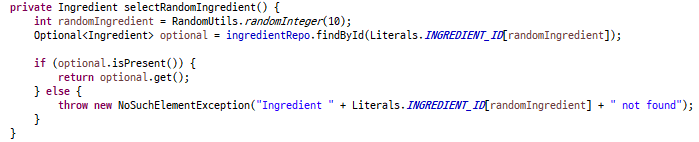 private Ingredient selectRandomIngredient() {
    int randomIngredient = RandomUtils.randomInteger(10);
    Optional<Ingredient> optional = ingredientRepo.findById(Literals.INGREDIENT_ID[randomIngredient]);

    if (optional.isPresent()) {
        return optional.get();
    } else {
        throw new NoSuchElementException("Ingredient " + Literals.INGREDIENT_ID[randomIngredient] + " not found");
    }
}